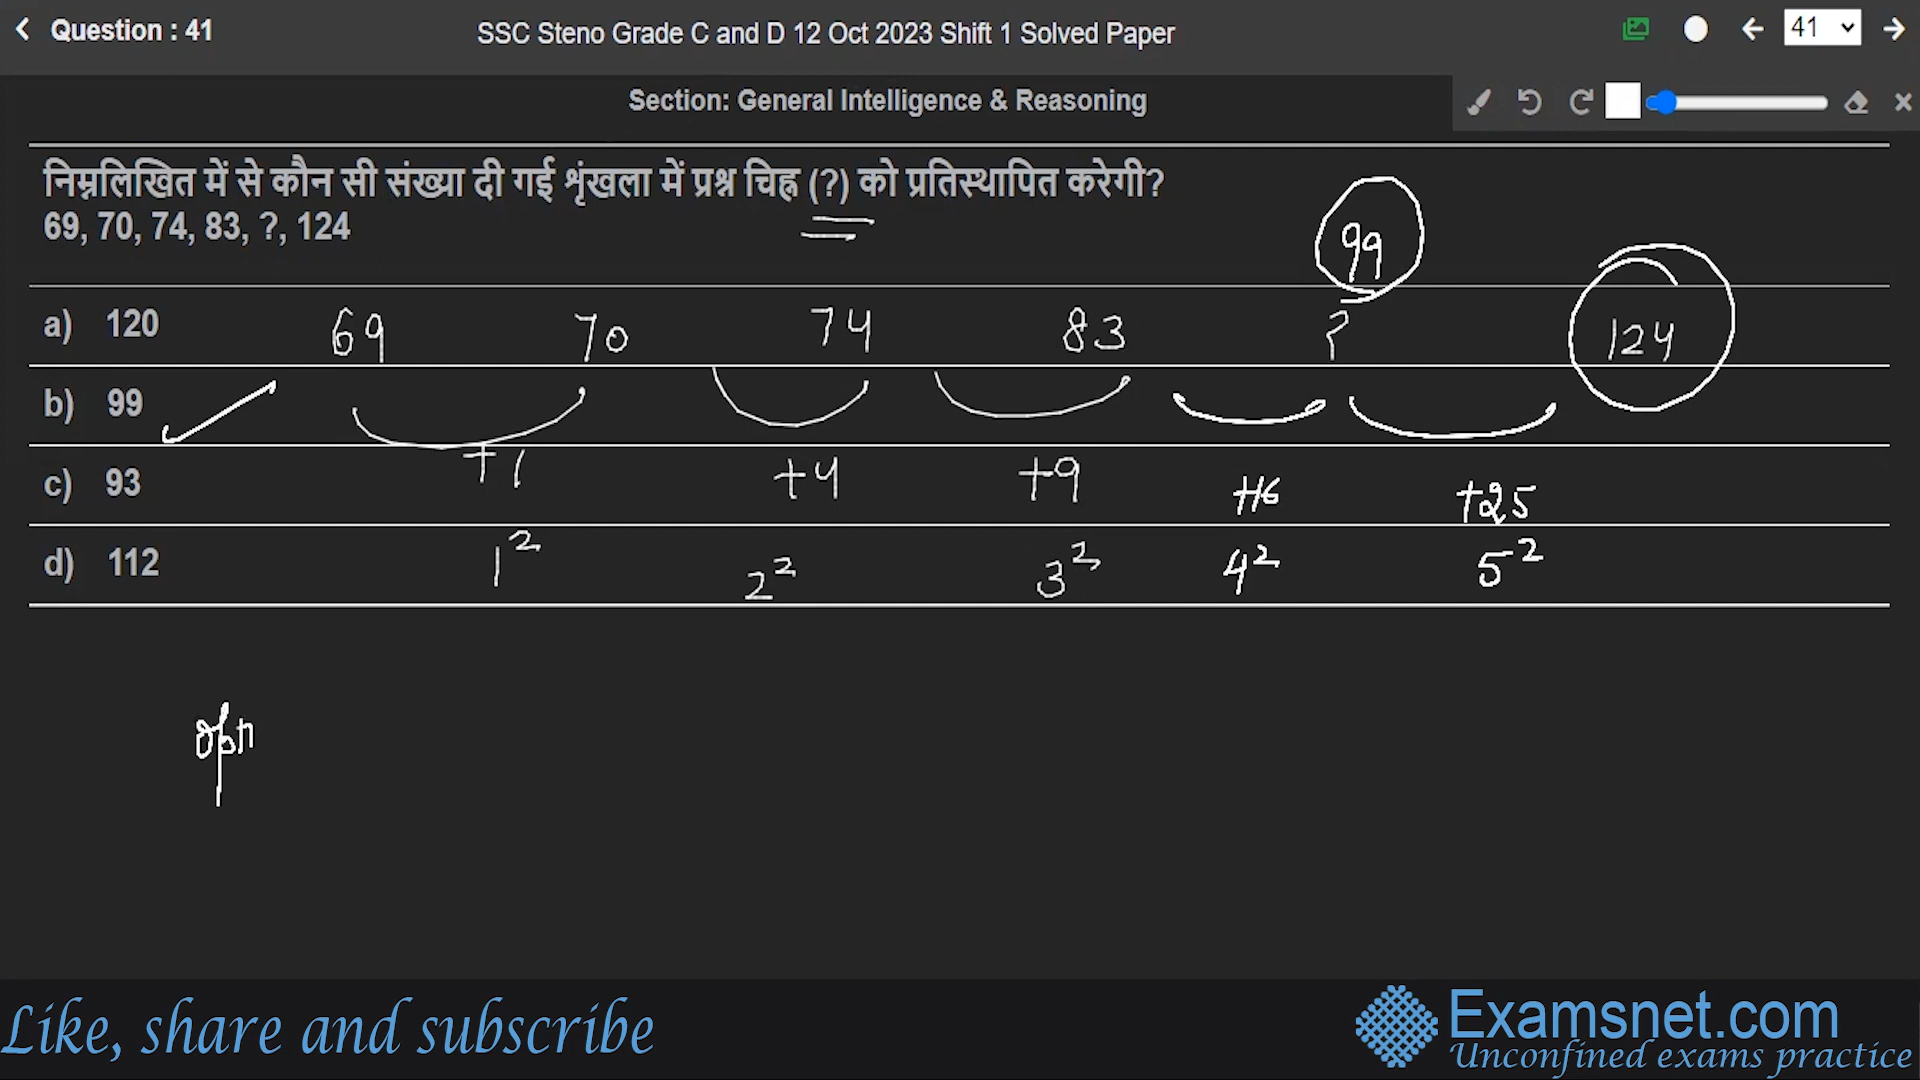 Question : 41
SSC Steno Grade C and D 12 Oct 2023 Shift 1 Solved Paper
41
Section: General Intelligence & Reasoning
निम्नलिखित में से कौन सी संख्या दी गई शृंखला में प्रश्न चिह्न (?) को प्रतिस्थापित करेगी?
69, 70, 74, 83, ?, 124
99
a) 120
69 70 74 83 ? 124
b) 99
c) 93
+1 +4 +9 +16 +25
d) 112
1² 2² 3² 4² 5²
optn
Like, share and subscribe
Examsnet.com
Unconfined exams practice